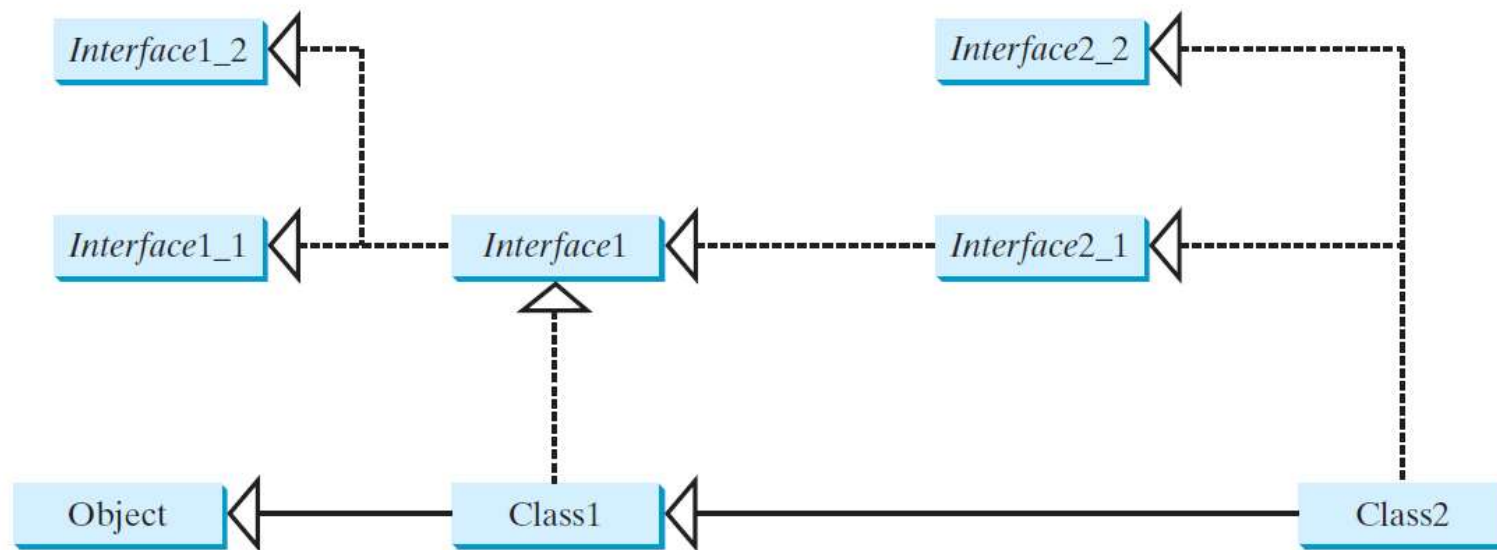 Interface1_2
Interface2_2
Interface1_1
Interface1
Interface2_1
Object
Class1
Class2